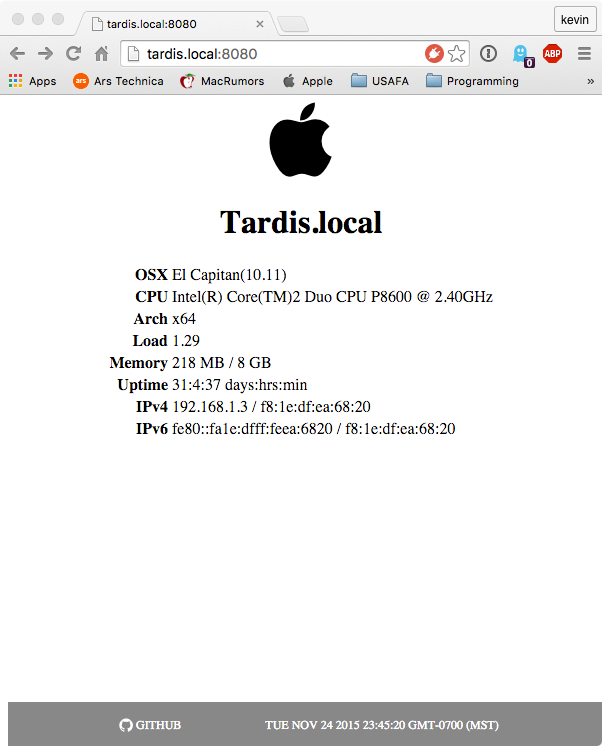 kevin
tardis.local:8080
tardis.local:8080
ABP
0
Apps
ars
Ars Technica
MacRumors
Apple
USAFA
Programming
»
Tardis.local
OSX El Capitan(10.11)
CPU Intel(R) Core(TM)2 Duo CPU P8600 @ 2.40GHz
Arch x64
Load 1.29
Memory 218 MB / 8 GB
Uptime 31:4:37 days:hrs:min
IPv4 192.168.1.3 / f8:1e:df:ea:68:20
IPv6 fe80::fa1e:dfff:feea:6820 / f8:1e:df:ea:68:20
GITHUB
TUE NOV 24 2015 23:45:20 GMT-0700 (MST)